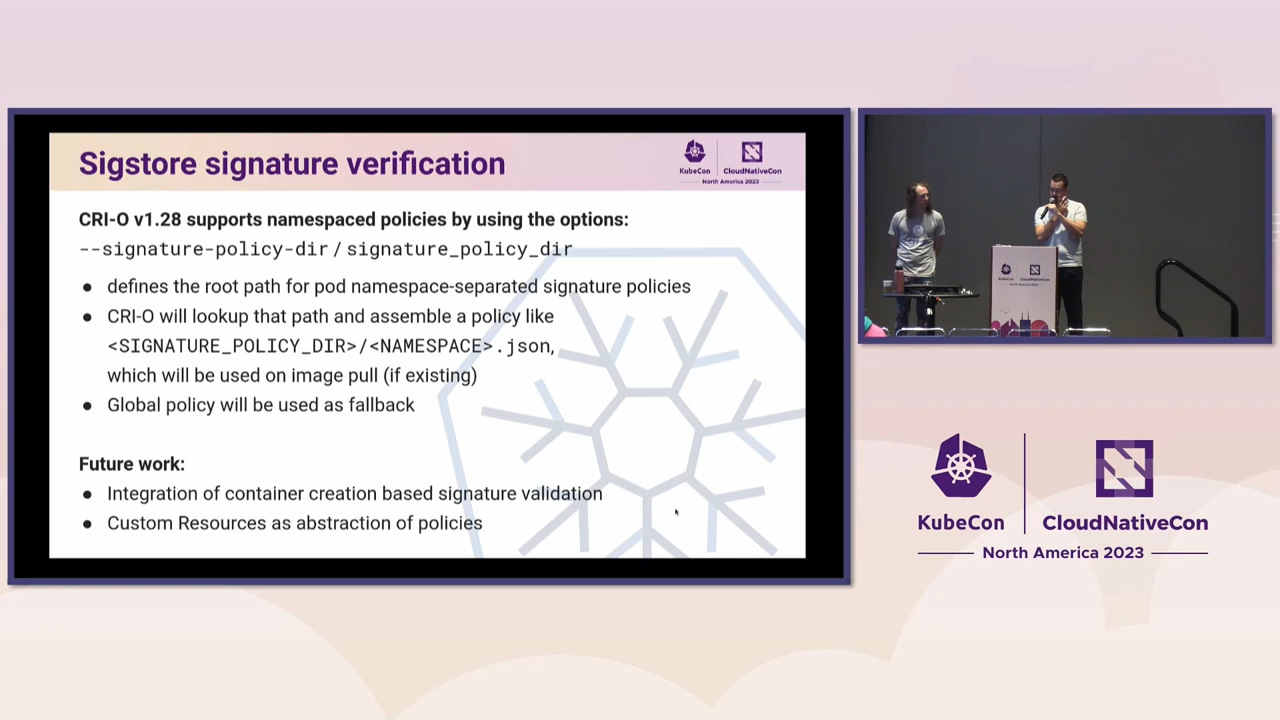 Sigstore signature verification
KubeCon
CloudNativeCon
North America 2023
CRI-O v1.28 supports namespaced policies by using the options:
--signature-policy-dir / signature_policy_dir
● defines the root path for pod namespace-separated signature policies
● CRI-O will lookup that path and assemble a policy like
<SIGNATURE_POLICY_DIR>/<NAMESPACE>.json,
which will be used on image pull (if existing)
● Global policy will be used as fallback
Future work:
● Integration of container creation based signature validation
● Custom Resources as abstraction of policies
KubeCon
CloudNativeCon
North America 2023